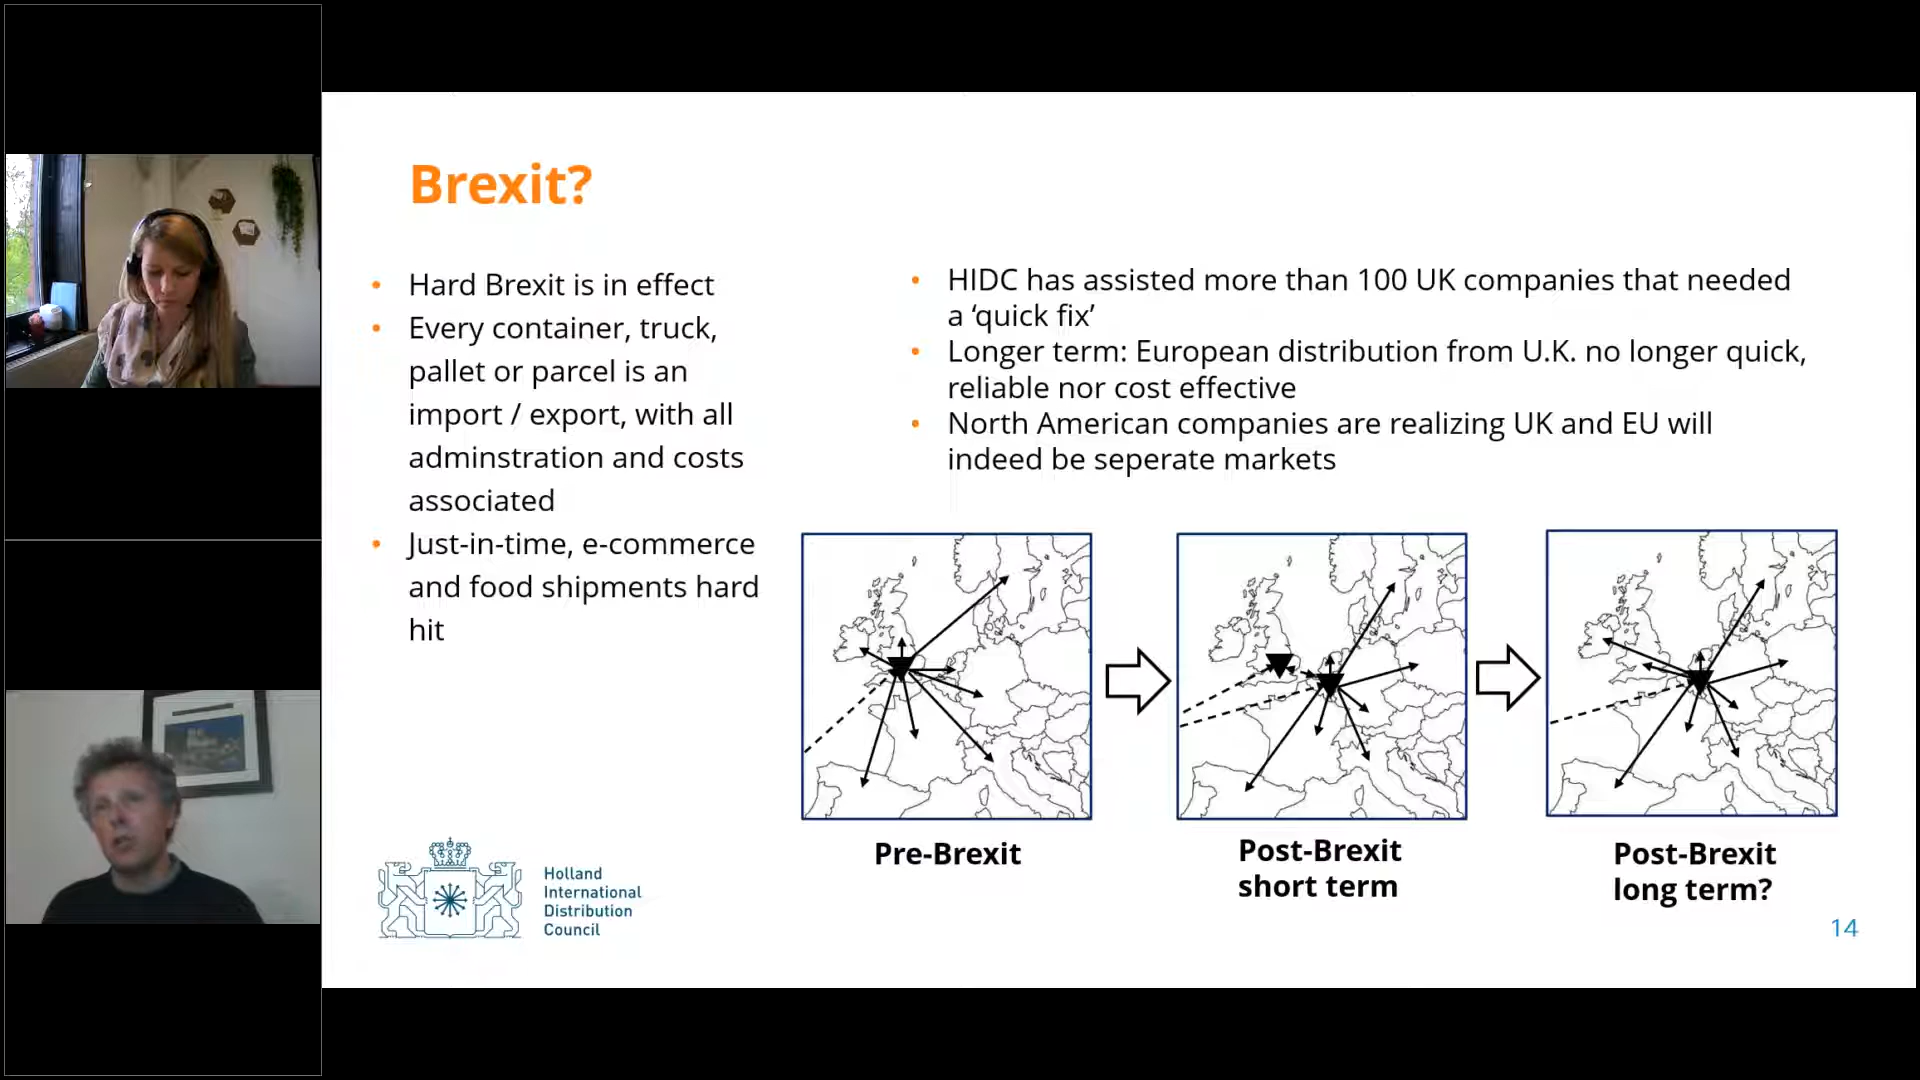 Brexit?
• Hard Brexit is in effect
• Every container, truck,
pallet or parcel is an
import / export, with all
adminstration and costs
associated
• Just-in-time, e-commerce
and food shipments hard
hit
• HIDC has assisted more than 100 UK companies that needed
a ‘quick fix’
• Longer term: European distribution from U.K. no longer quick,
reliable nor cost effective
• North American companies are realizing UK and EU will
indeed be seperate markets
Pre-Brexit
Post-Brexit
short term
Post-Brexit
long term?
Holland
International
Distribution
Council
14